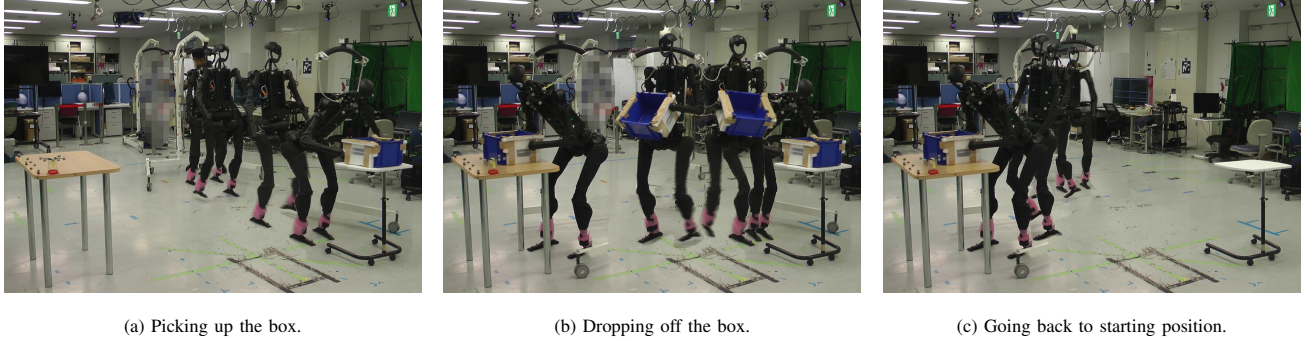 (a) Picking up the box.
(b) Dropping off the box.
(c) Going back to starting position.